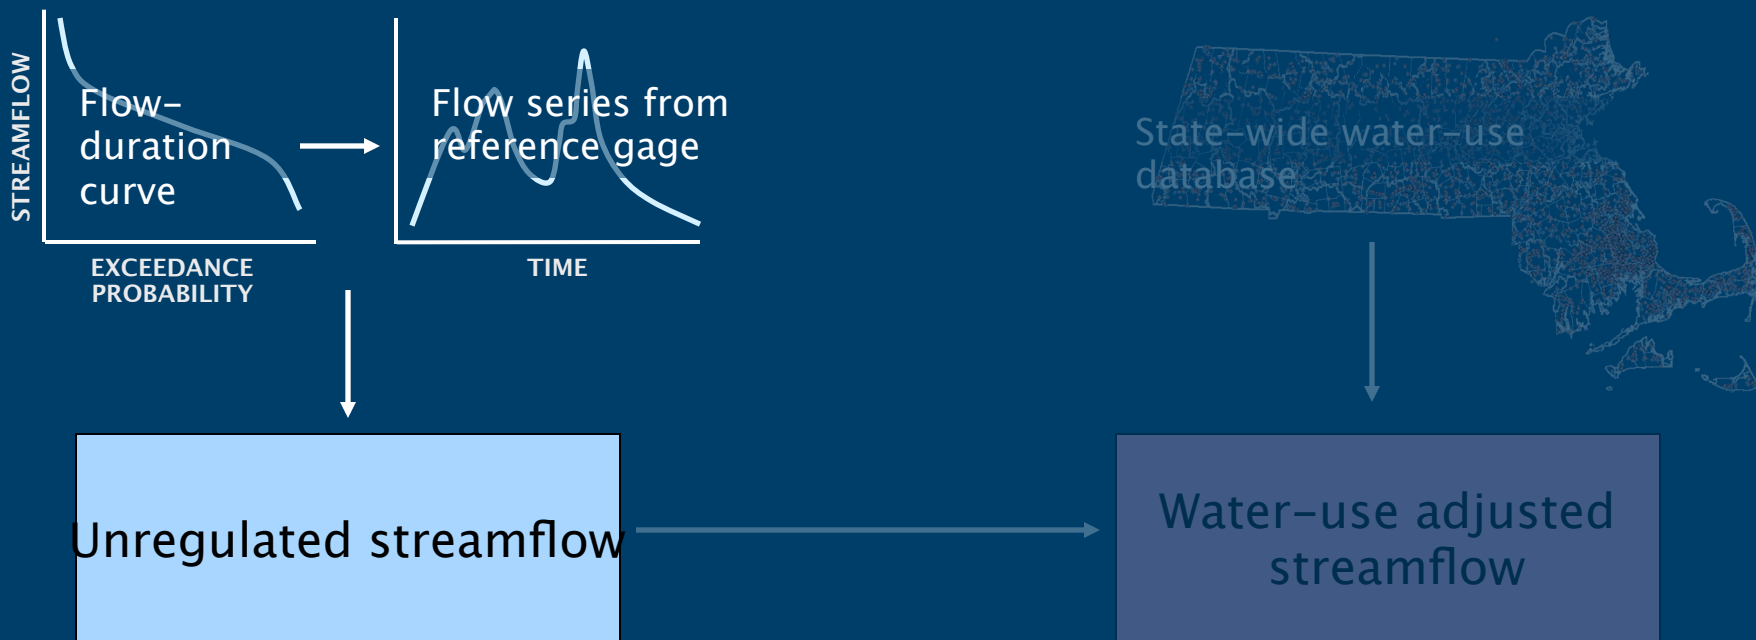 STREAMFLOW
Flow-
duration
curve
EXCEEDANCE
PROBABILITY
Flow series from
reference gage
TIME
State-wide water-use
database
Unregulated streamflow
Water-use adjusted
streamflow